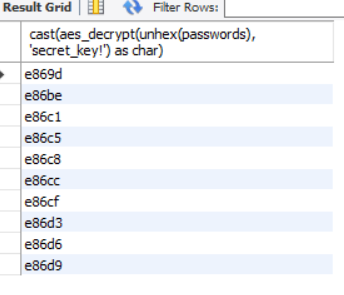 Result Grid Filter Rows:
cast(aes_decrypt(unhex(passwords),
'secret_key!') as char)
e869d
e86be
e86c1
e86c5
e86c8
e86cc
e86cf
e86d3
e86d6
e86d9